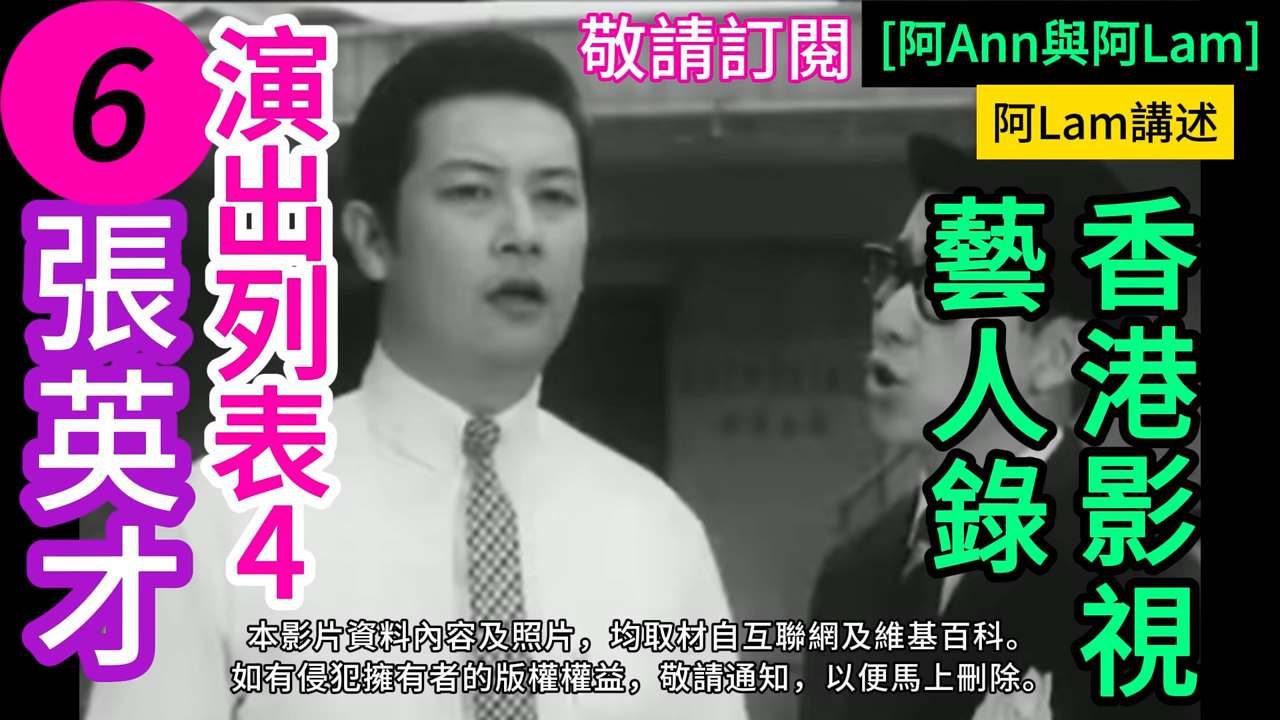 6
張英才
演出列表4
敬請訂閱
[阿Ann與阿Lam]
阿Lam講述
香港影視
藝人錄
本影片資料內容及照片，均取材自互聯網及維基百科。
如有侵犯擁有者的版權權益，敬請通知，以便馬上刪除。